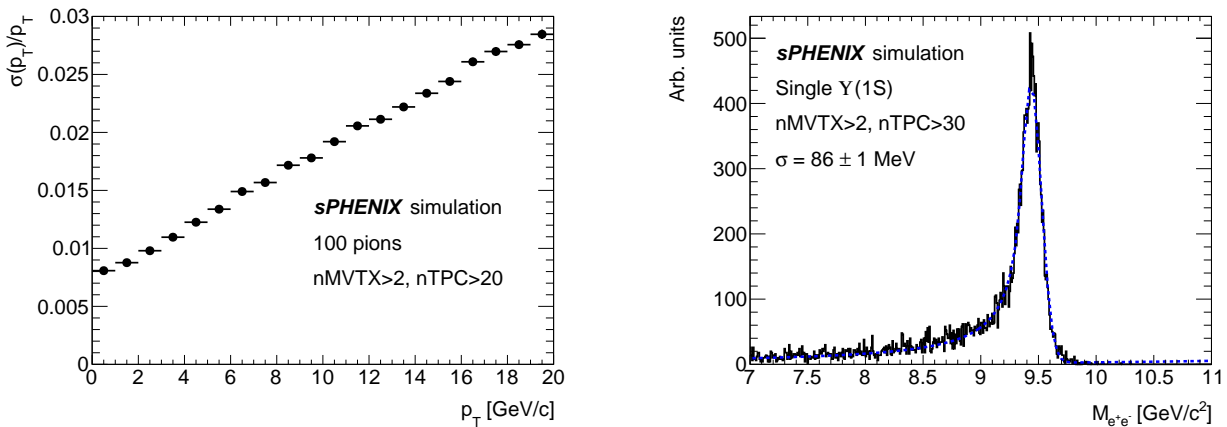 σ(p_T)/p_T
0.03
0.025
0.02
0.015
0.01
0.005
0
sPHENIX simulation
100 pions
nMVTX>2, nTPC>20
0 2 4 6 8 10 12 14 16 18 20
p_T [GeV/c]
Arb. units
500
400
300
200
100
0
sPHENIX simulation
Single ϒ(1S)
nMVTX>2, nTPC>30
σ = 86 ± 1 MeV
7 7.5 8 8.5 9 9.5 10 10.5 11
M_{e⁺e⁻} [GeV/c²]